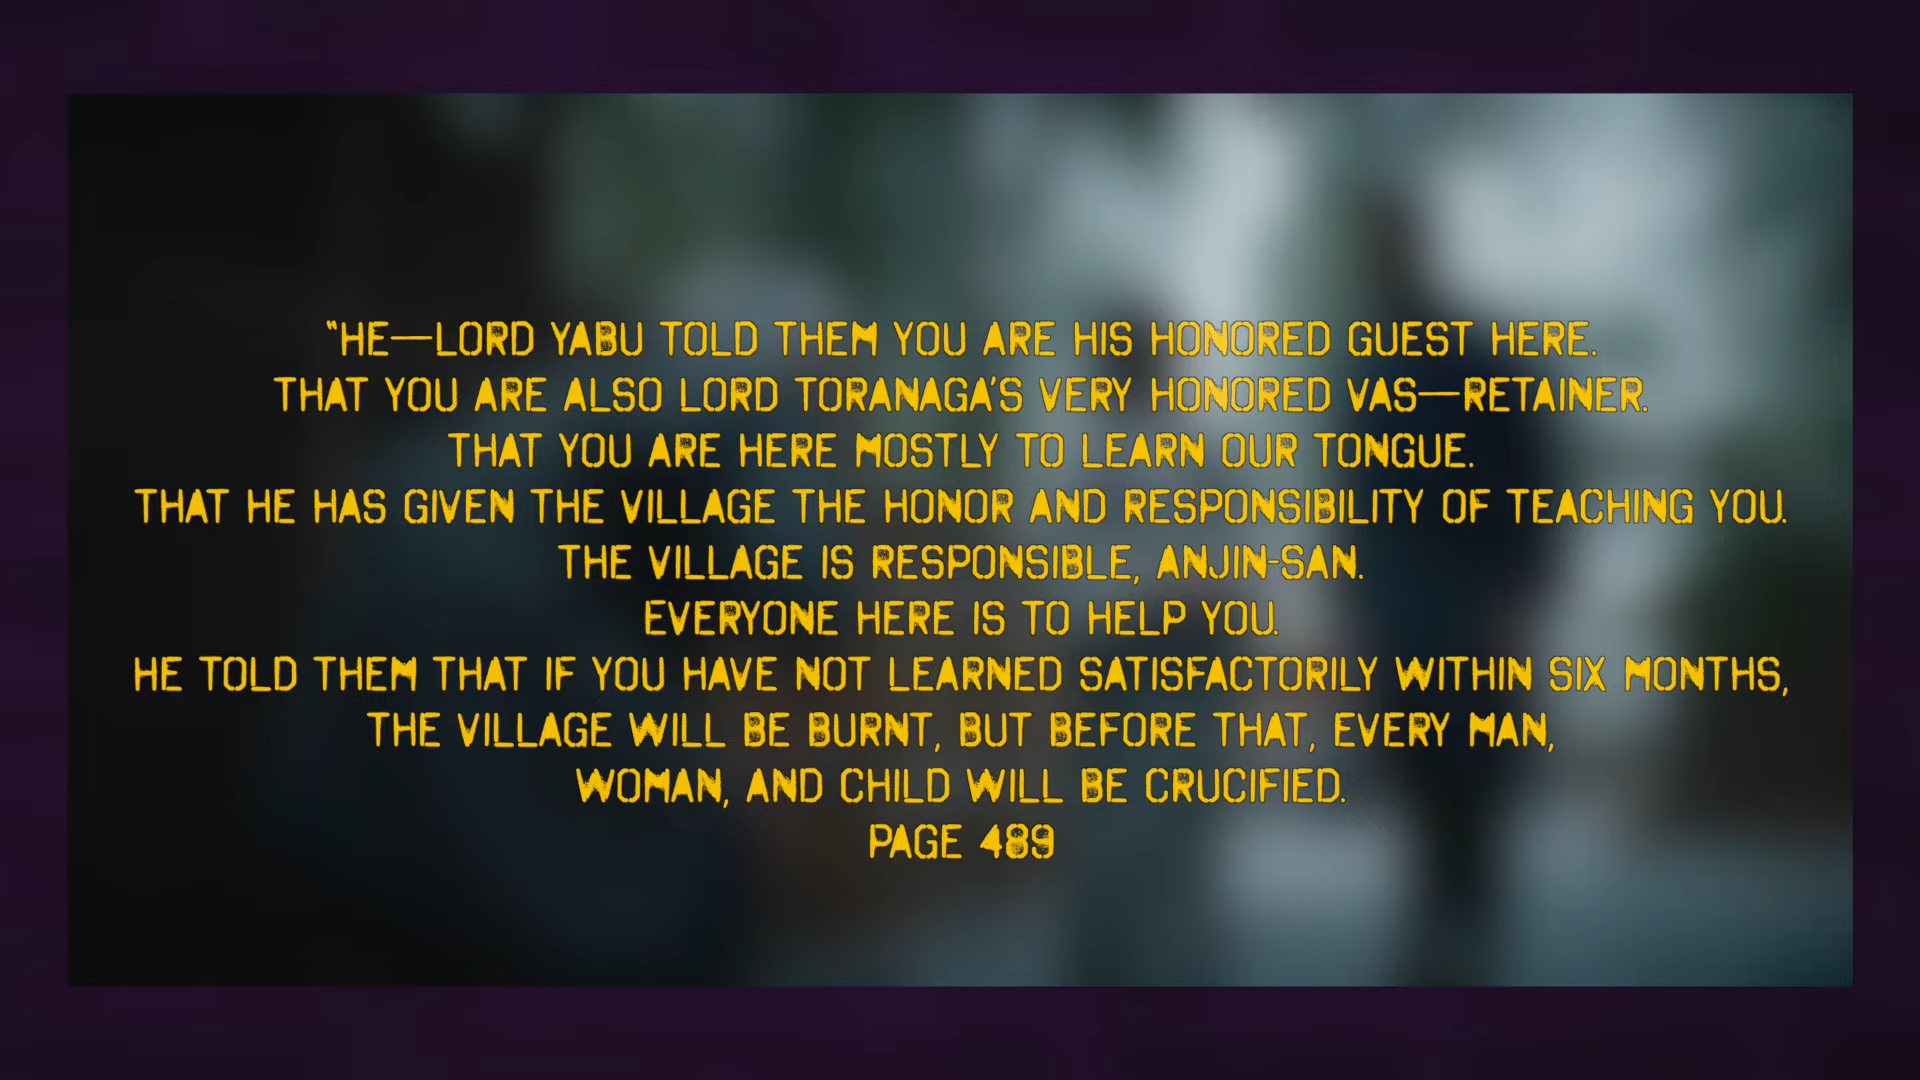 "HE—LORD YABU TOLD THEM YOU ARE HIS HONORED GUEST HERE.
THAT YOU ARE ALSO LORD TORANAGA'S VERY HONORED VAS—RETAINER.
THAT YOU ARE HERE MOSTLY TO LEARN OUR TONGUE.
THAT HE HAS GIVEN THE VILLAGE THE HONOR AND RESPONSIBILITY OF TEACHING YOU.
THE VILLAGE IS RESPONSIBLE, ANJIN-SAN.
EVERYONE HERE IS TO HELP YOU.
HE TOLD THEM THAT IF YOU HAVE NOT LEARNED SATISFACTORILY WITHIN SIX MONTHS,
THE VILLAGE WILL BE BURNT, BUT BEFORE THAT, EVERY MAN,
WOMAN, AND CHILD WILL BE CRUCIFIED.
PAGE 489